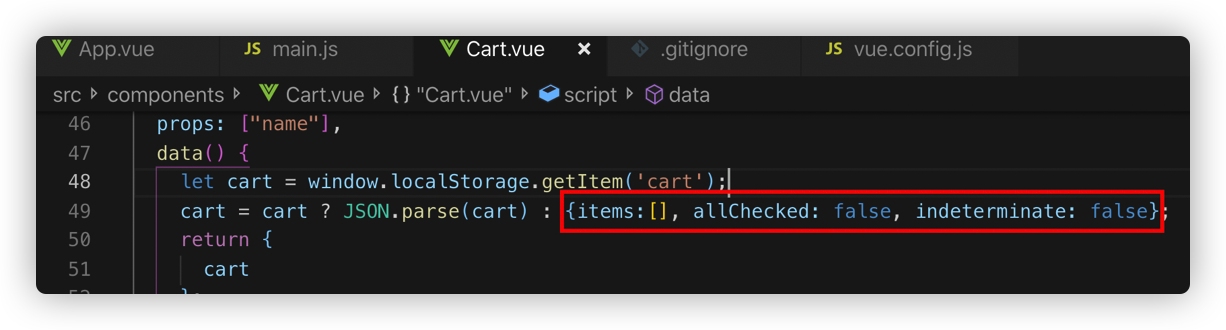 App.vue JS main.js Cart.vue × .gitignore JS vue.config.js
src components Cart.vue {} "Cart.vue" script data
46 props: ["name"],
47 data() {
48 let cart = window.localStorage.getItem('cart');
49 cart = cart ? JSON.parse(cart) : {items:[], allChecked: false, indeterminate: false};
50 return {
51 cart